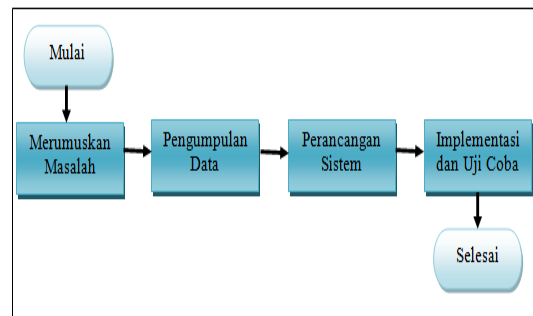 Mulai
Merumuskan
Masalah
Pengumpulan
Data
Perancangan
Sistem
Implementasi
dan Uji Coba
Selesai